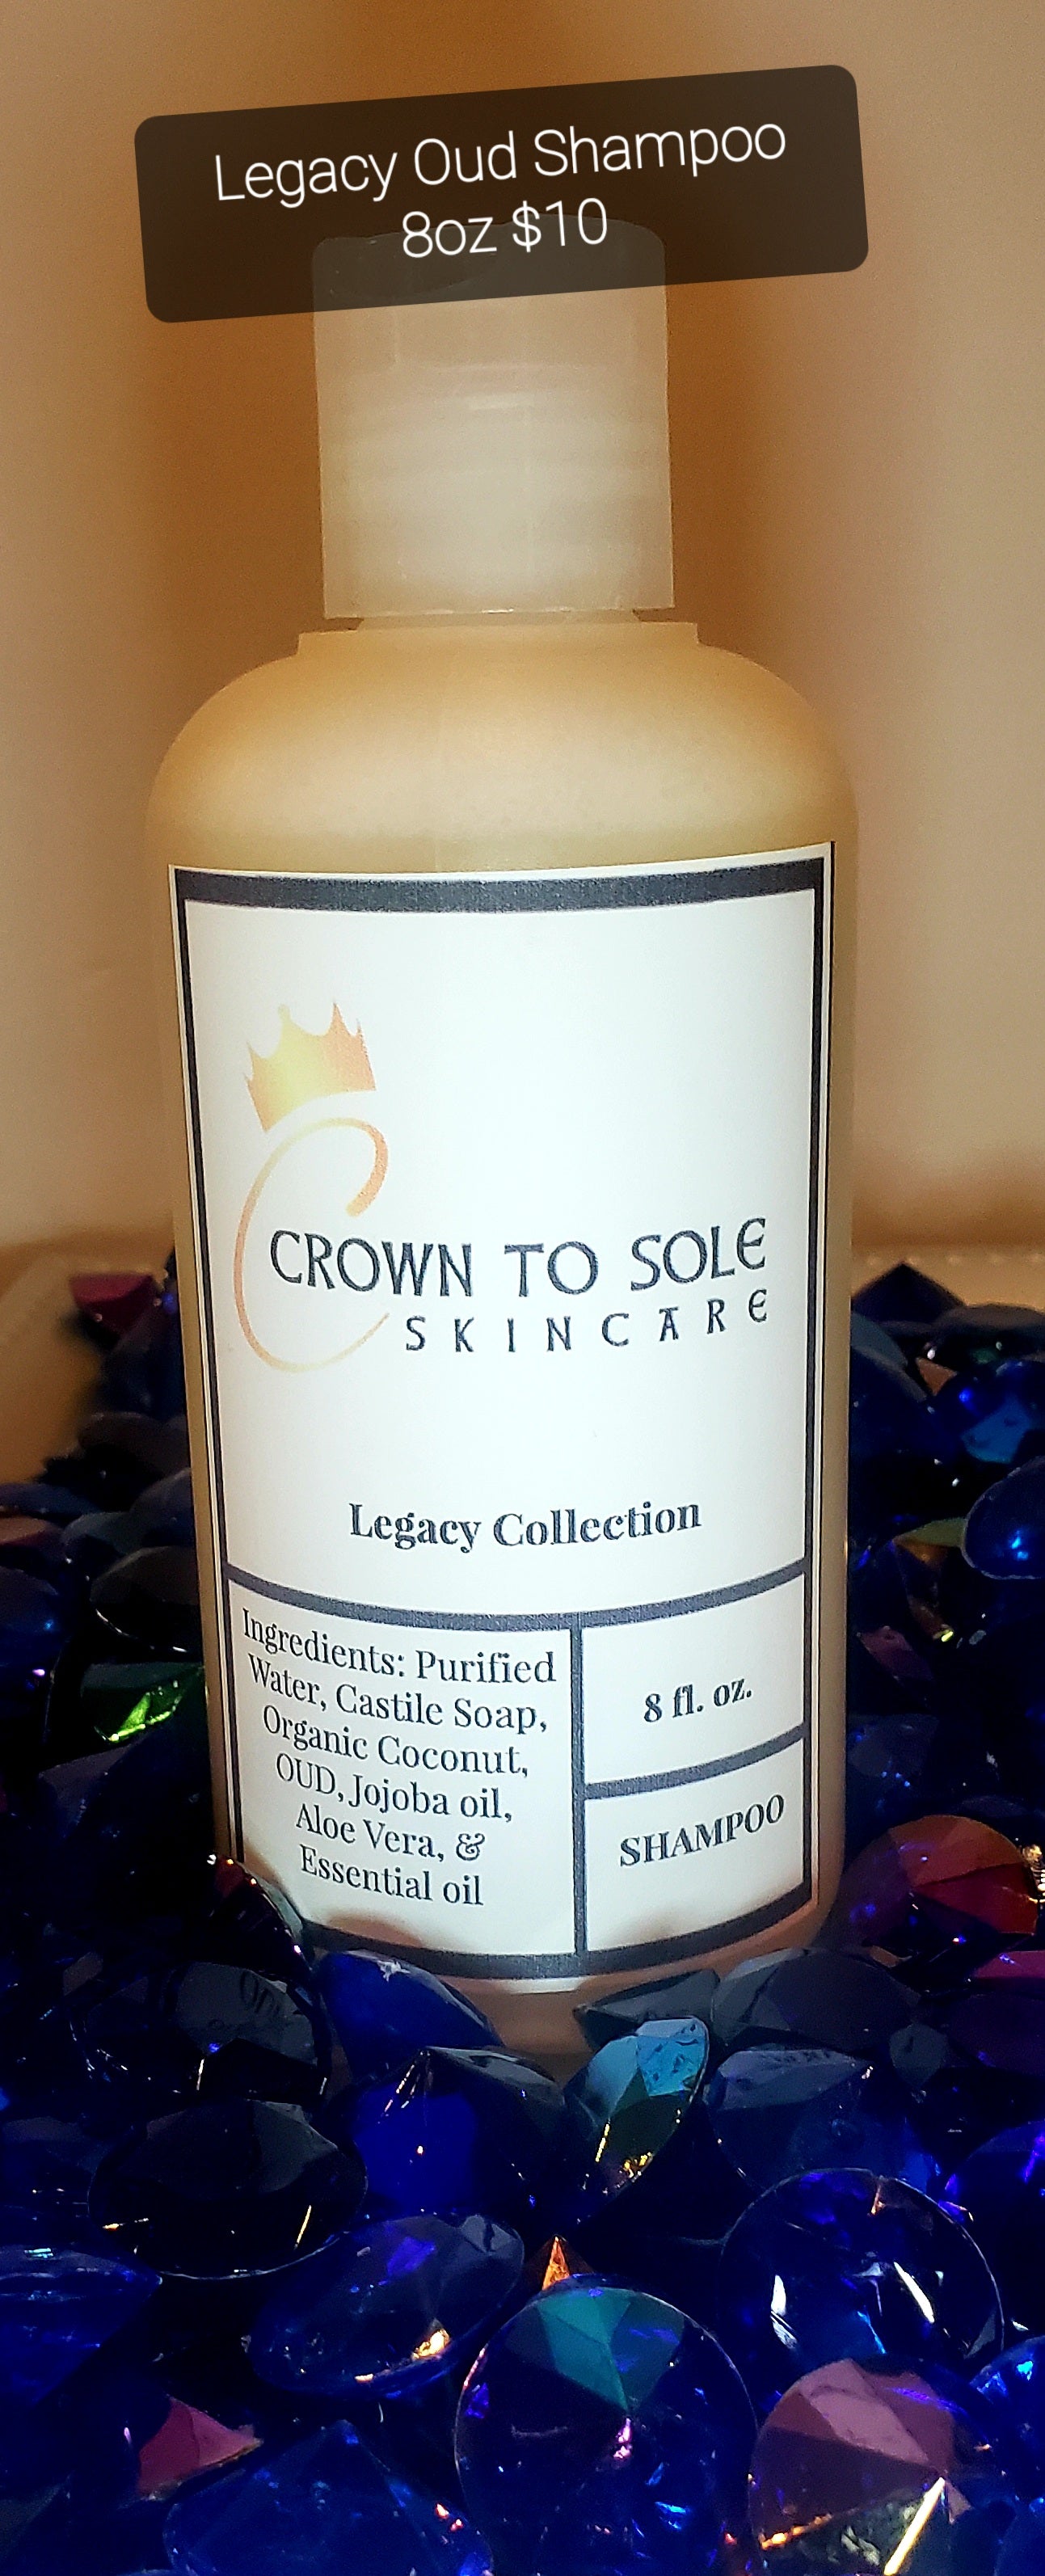 Legacy Oud Shampoo
8oz $10
CROWN TO SOLE
SKINCARE
Legacy Collection
Ingredients: Purified
Water, Castile Soap,
Organic Coconut,
OUD, Jojoba oil,
Aloe Vera, &
Essential oil
8 fl. oz.
SHAMPOO